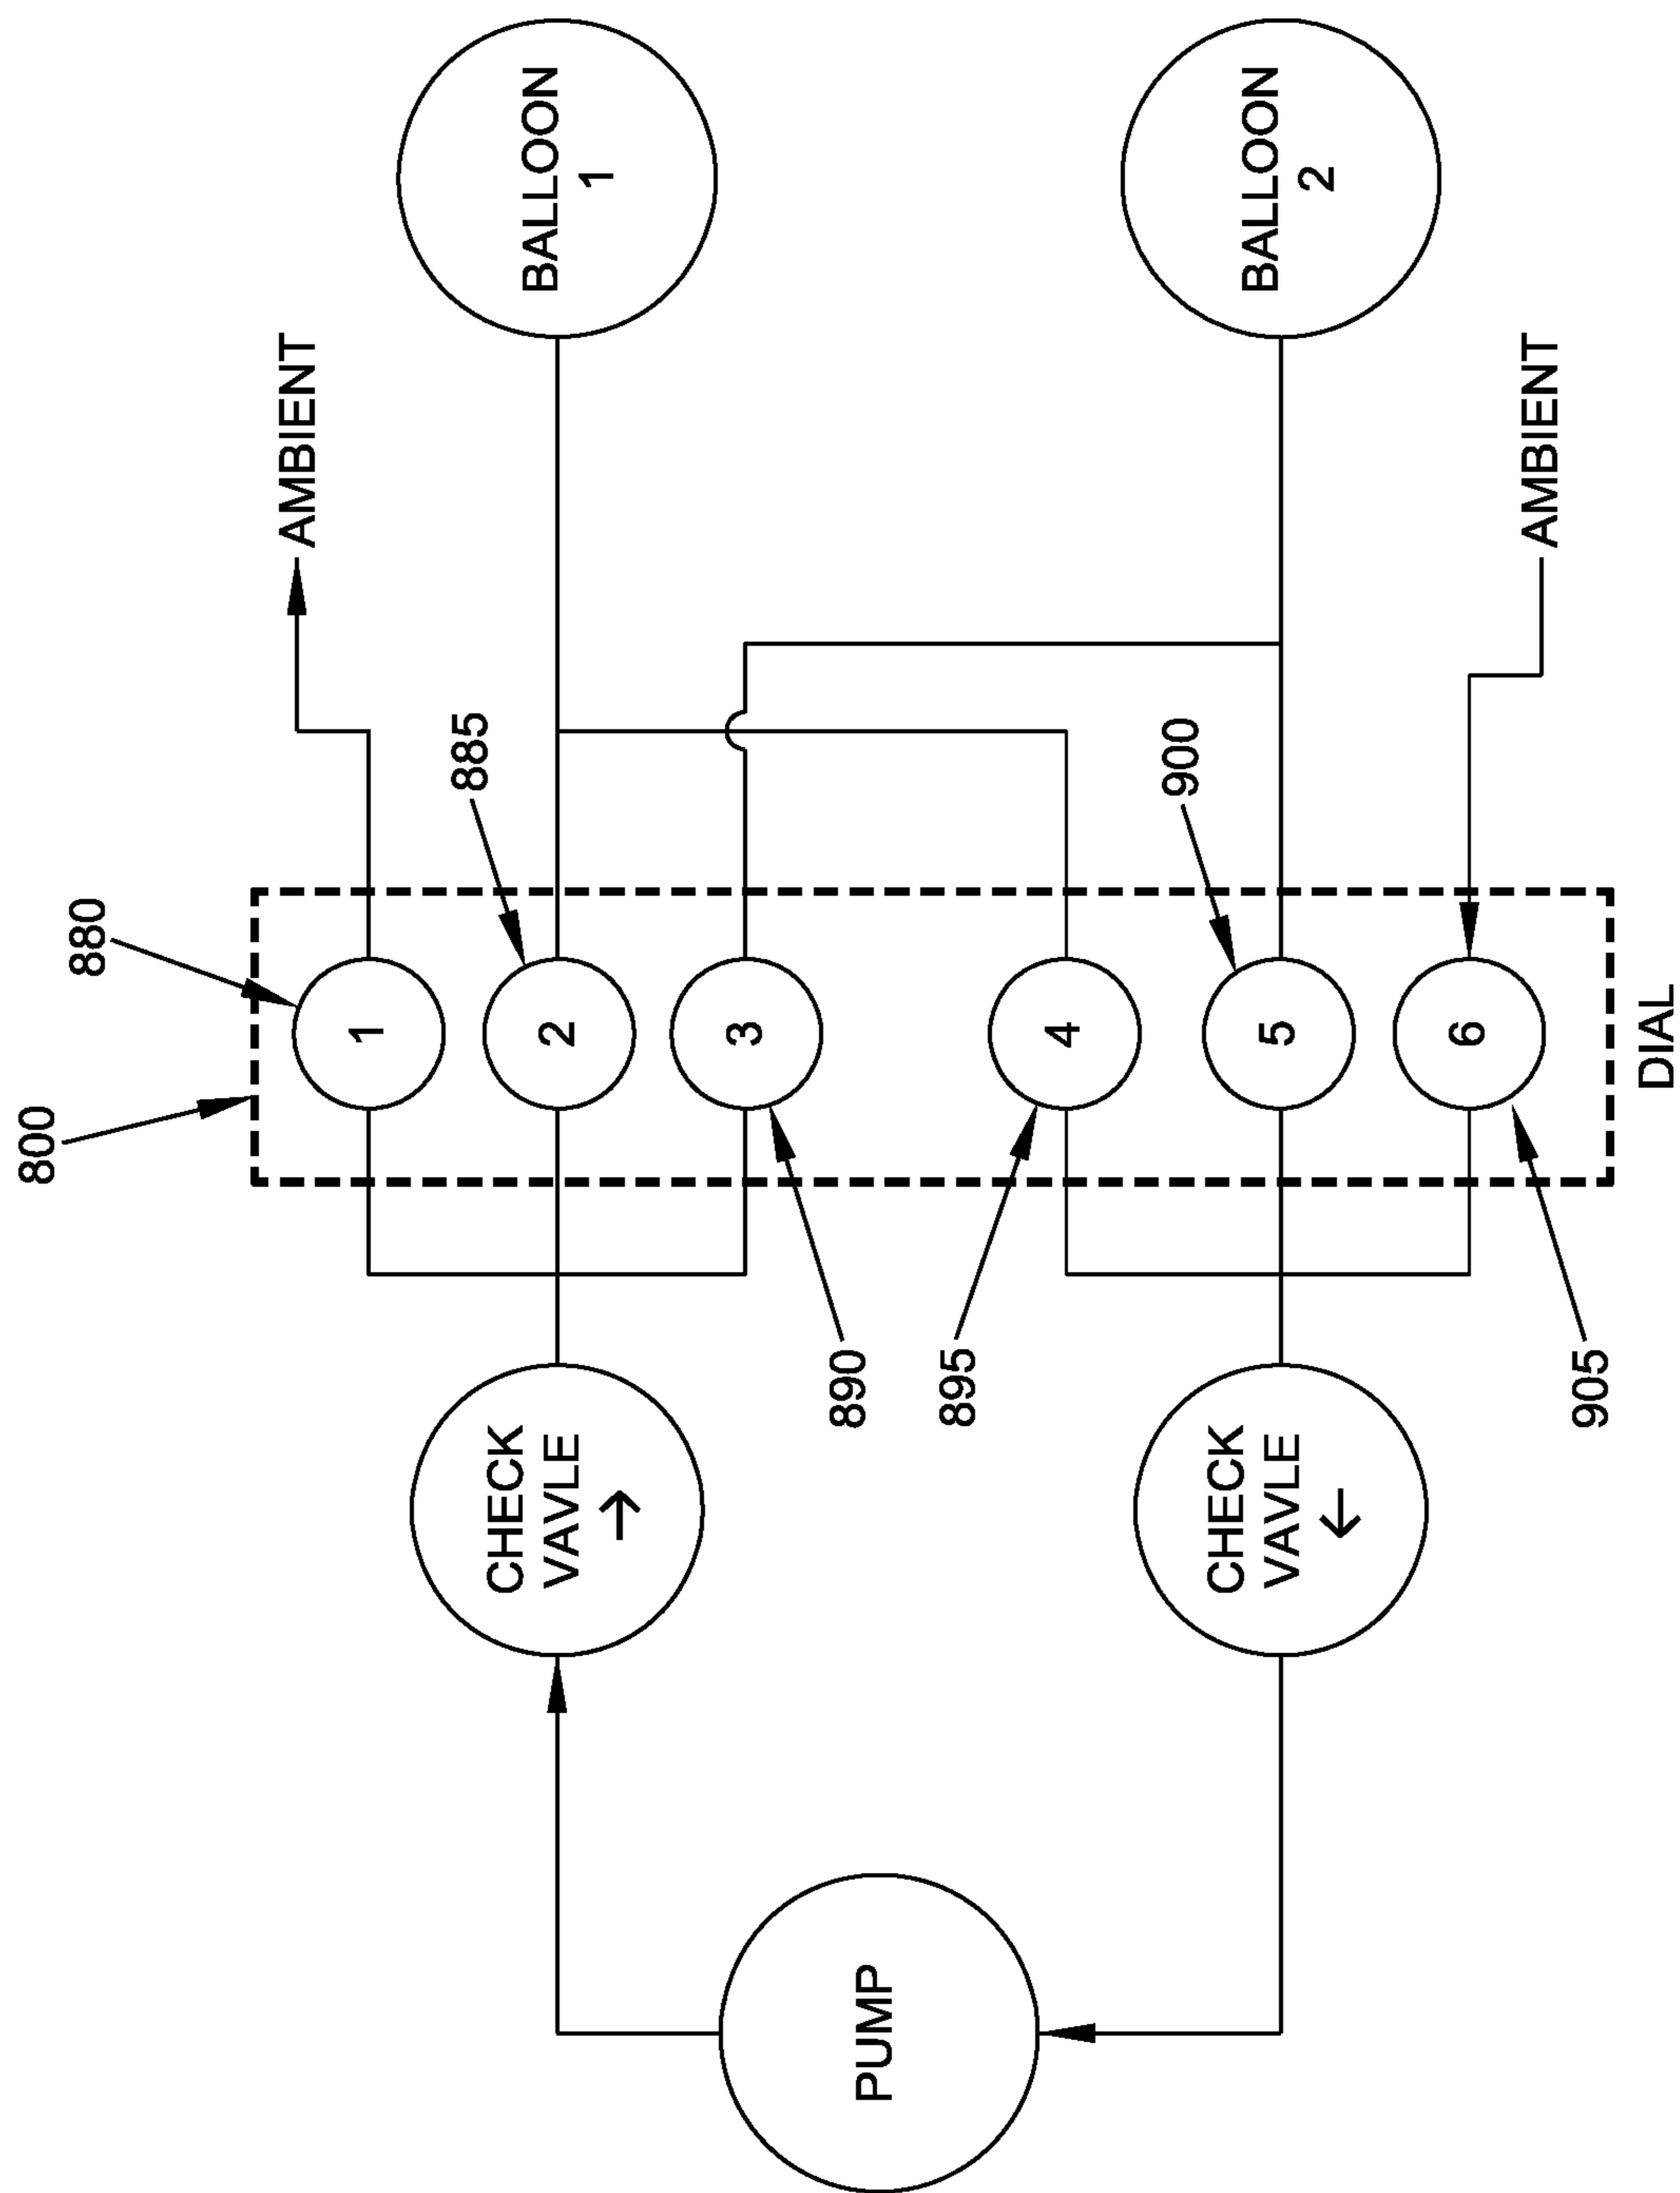 800
880
AMBIENT
1
885
CHECK
VAVLE
→
2
BALLOON
1
3
890
PUMP
895
4
900
CHECK
VAVLE
←
5
BALLOON
2
6
AMBIENT
905
DIAL